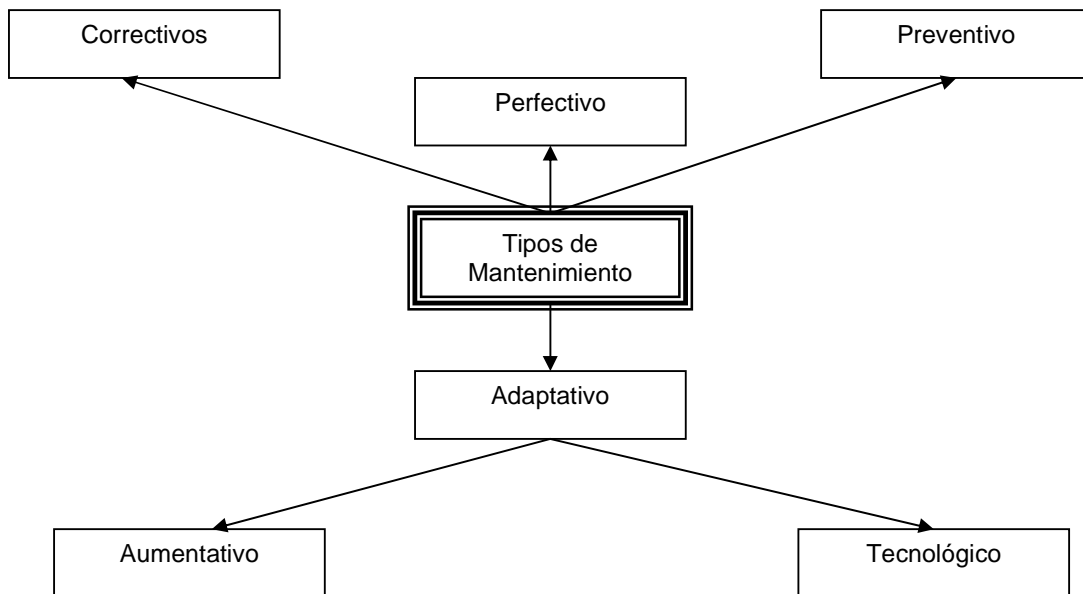 Correctivos
Preventivo
Perfectivo
Tipos de
Mantenimiento
Adaptativo
Aumentativo
Tecnológico